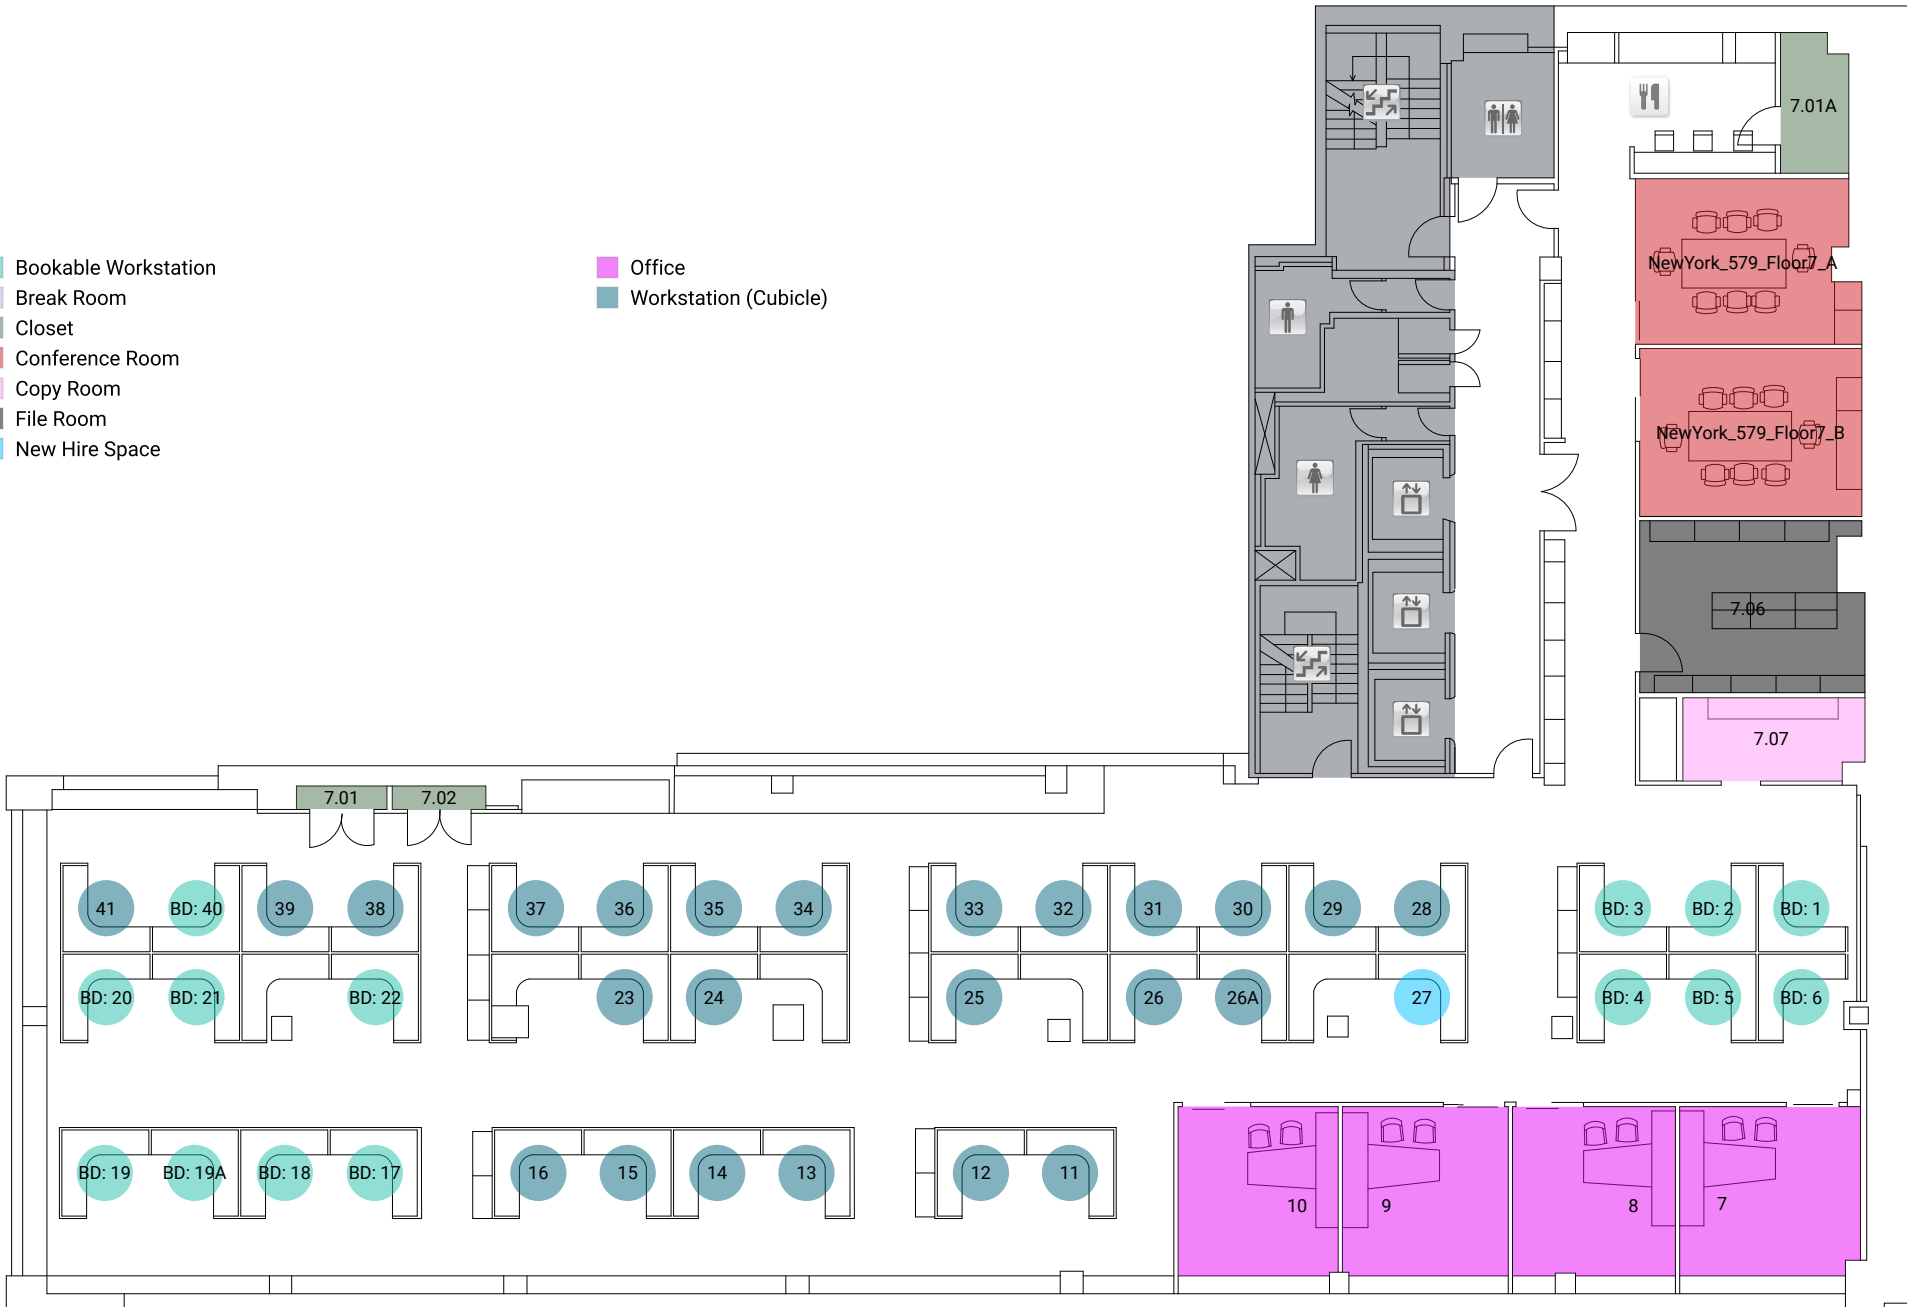 7.01A
NewYork_579_Floor7_A
Bookable Workstation
Break Room
Closet
Conference Room
Copy Room
File Room
New Hire Space
Office
Workstation (Cubicle)
NewYork_579_Floor7_B
7.06
7.07
7.01 7.02
41 BD: 40 39 38 37 36 35 34 33 32 31 30 29 28 BD: 3 BD: 2 BD: 1
BD: 20 BD: 21 BD: 22 23 24 25 26 26A 27 BD: 4 BD: 5 BD: 6
BD: 19 BD: 19A BD: 18 BD: 17 16 15 14 13 12 11
10 9 8 7